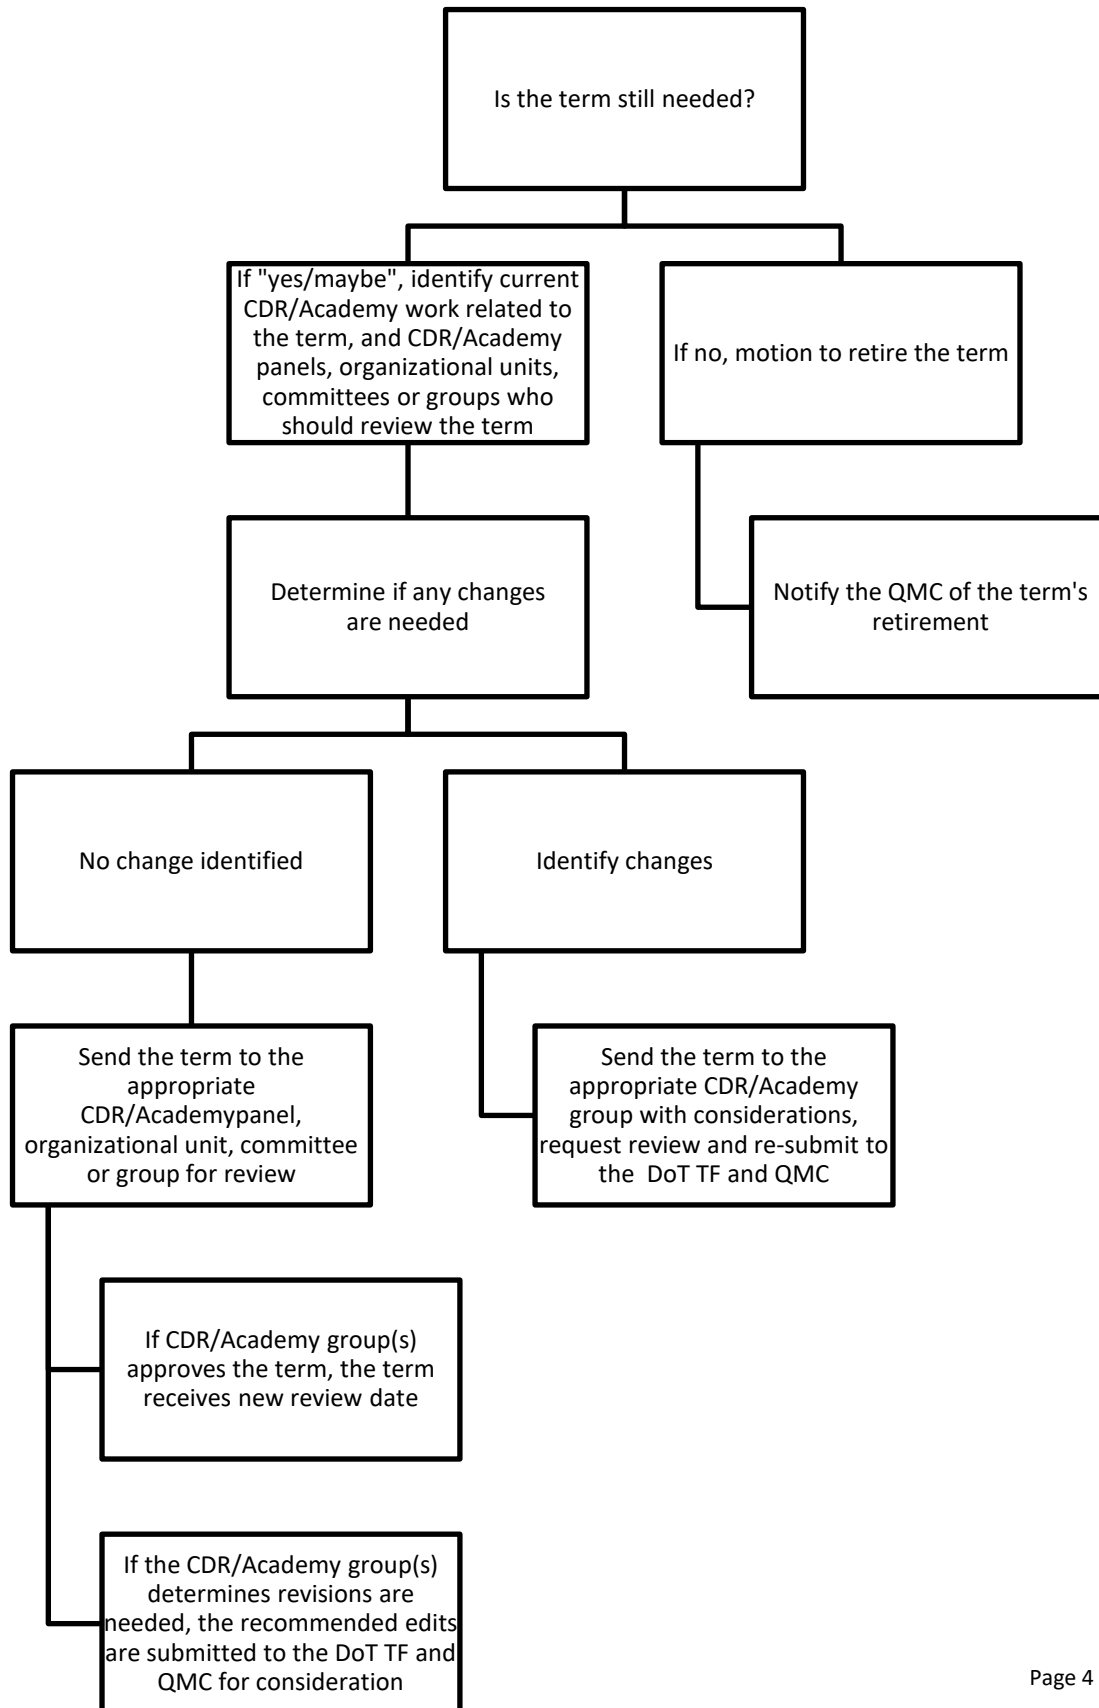 Is the term still needed?
If "yes/maybe", identify current
CDR/Academy work related to
the term, and CDR/Academy
panels, organizational units,
committees or groups who
should review the term
If no, motion to retire the term
Determine if any changes
are needed
Notify the QMC of the term's
retirement
No change identified
Identify changes
Send the term to the
appropriate
CDR/Academypanel,
organizational unit, committee
or group for review
Send the term to the
appropriate CDR/Academy
group with considerations,
request review and re-submit to
the DoT TF and QMC
If CDR/Academy group(s)
approves the term, the term
receives new review date
If the CDR/Academy group(s)
determines revisions are
needed, the recommended edits
are submitted to the DoT TF and
QMC for consideration
Page 4